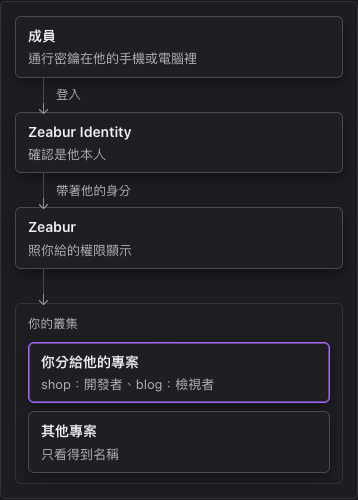 成員
通行密鑰在他的手機或電腦裡
登入
Zeabur Identity
確認是他本人
帶著他的身分
Zeabur
照你給的權限顯示
你的叢集
你分給他的專案
shop：開發者、blog：檢視者
其他專案
只看得到名稱